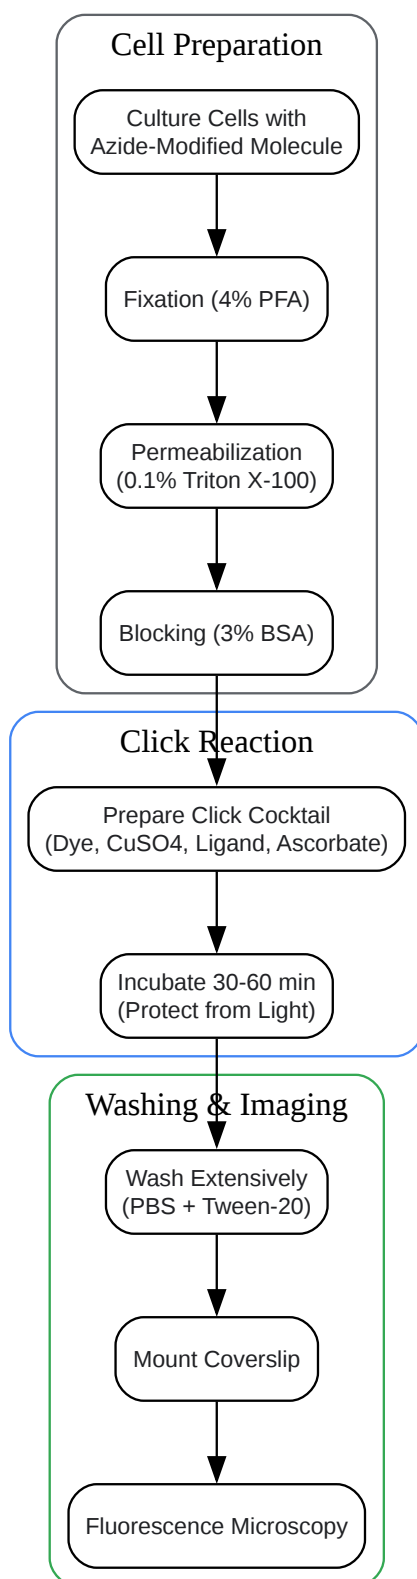 Cell Preparation
Culture Cells with
Azide-Modified Molecule
Fixation (4% PFA)
Permeabilization
(0.1% Triton X-100)
Blocking (3% BSA)
Click Reaction
Prepare Click Cocktail
(Dye, CuSO4, Ligand, Ascorbate)
Incubate 30-60 min
(Protect from Light)
Washing & Imaging
Wash Extensively
(PBS + Tween-20)
Mount Coverslip
Fluorescence Microscopy